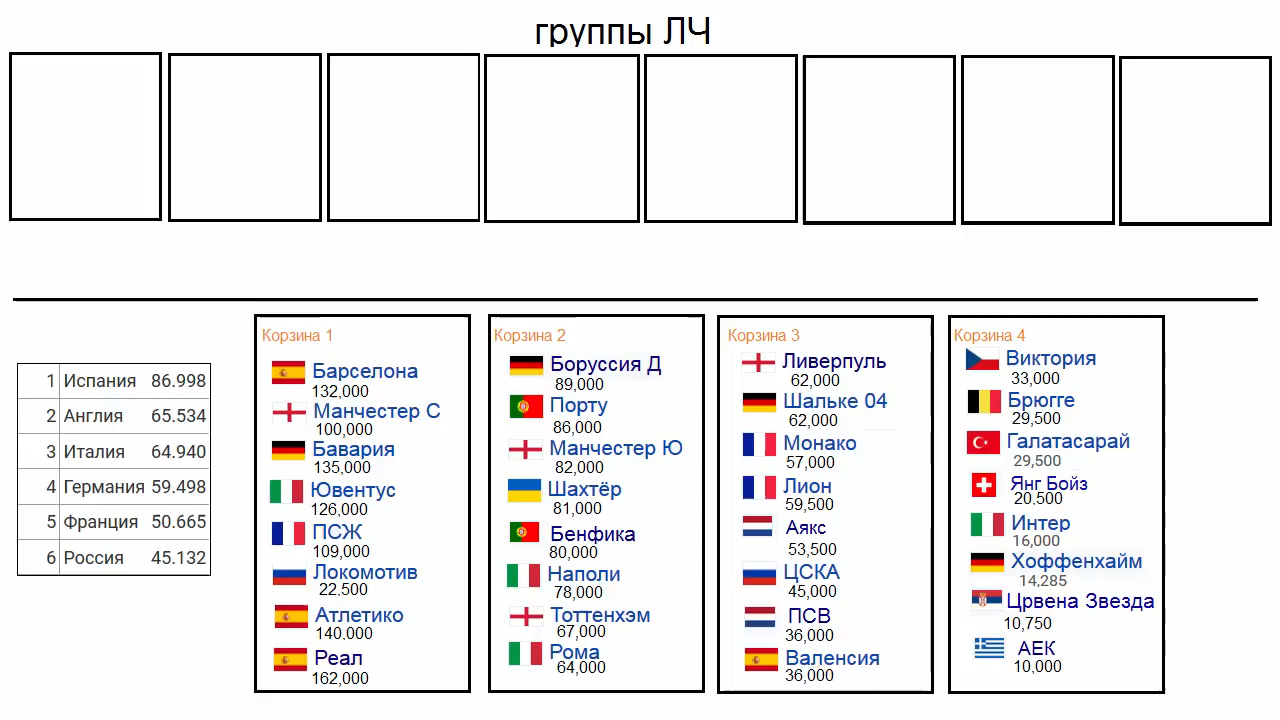 группы ЛЧ
1 Испания 86.998
2 Англия 65.534
3 Италия 64.940
4 Германия 59.498
5 Франция 50.665
6 Россия 45.132
Корзина 1
Барселона
132,000
Манчестер С
100,000
Бавария
135,000
Ювентус
126,000
ПСЖ
109,000
Локомотив
22.500
Атлетико
140,000
Реал
162,000
Корзина 2
Боруссия Д
89,000
Порту
86,000
Манчестер Ю
82,000
Шахтёр
81,000
Бенфика
80,000
Наполи
78,000
Тоттенхэм
67,000
Рома
64,000
Корзина 3
Ливерпуль
62,000
Шальке 04
62,000
Монако
57,000
Лион
59,500
Аякс
53,500
ЦСКА
45,000
ПСВ
36,000
Валенсия
36,000
Корзина 4
Виктория
33,000
Брюгге
29,500
Галатасарай
29,500
Янг Бойз
20.500
Интер
16,000
Хоффенхайм
14,285
Црвена Звезда
10,750
АЕК
10,000